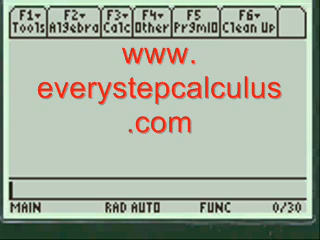 F1▾ F2▾ F3▾ F4▾ F5 F6▾
Tools Algebra Calc Other PrgmIO Clean Up
www.
everystepcalculus
.com
MAIN RAD AUTO FUNC 0/30